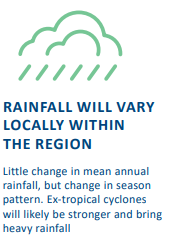 RAINFALL WILL VARY
LOCALLY WITHIN
THE REGION
Little change in mean annual
rainfall, but change in season
pattern. Ex-tropical cyclones
will likely be stronger and bring
heavy rainfall